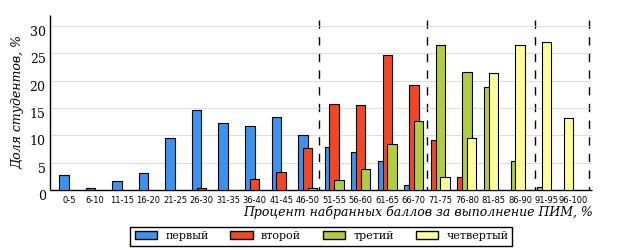 Доля студентов, %
30
25
20
15
10
5
0
0-5 6-10 11-15 16-20 21-25 26-30 31-35 36-40 41-45 46-50 51-55 56-60 61-65 66-70 71-75 76-80 81-85 86-90 91-95 96-100
Процент набранных баллов за выполнение ПИМ, %
первый второй третий четвертый